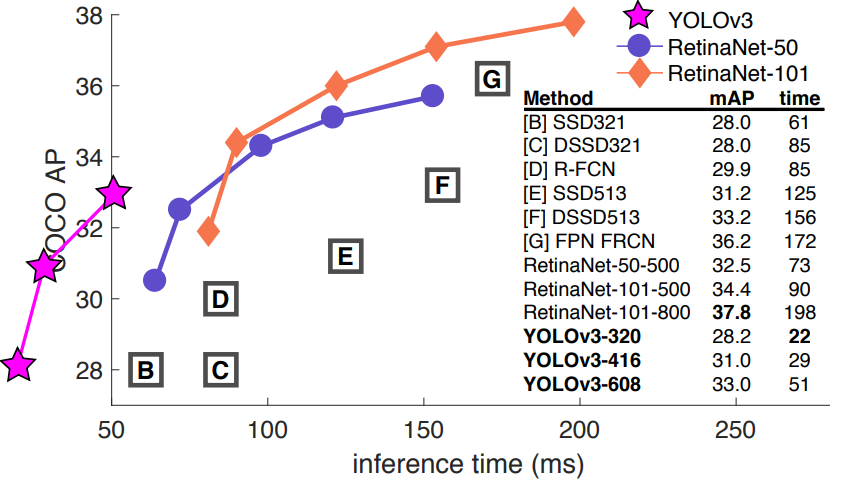 38
36
34
32
30
28
COCO AP
50
100
150
200
250
inference time (ms)
B
C
D
E
F
G
YOLOv3
RetinaNet-50
RetinaNet-101
Method mAP time
[B] SSD321 28.0 61
[C] DSSD321 28.0 85
[D] R-FCN 29.9 85
[E] SSD513 31.2 125
[F] DSSD513 33.2 156
[G] FPN FRCN 36.2 172
RetinaNet-50-500 32.5 73
RetinaNet-101-500 34.4 90
RetinaNet-101-800 37.8 198
YOLOv3-320 28.2 22
YOLOv3-416 31.0 29
YOLOv3-608 33.0 51